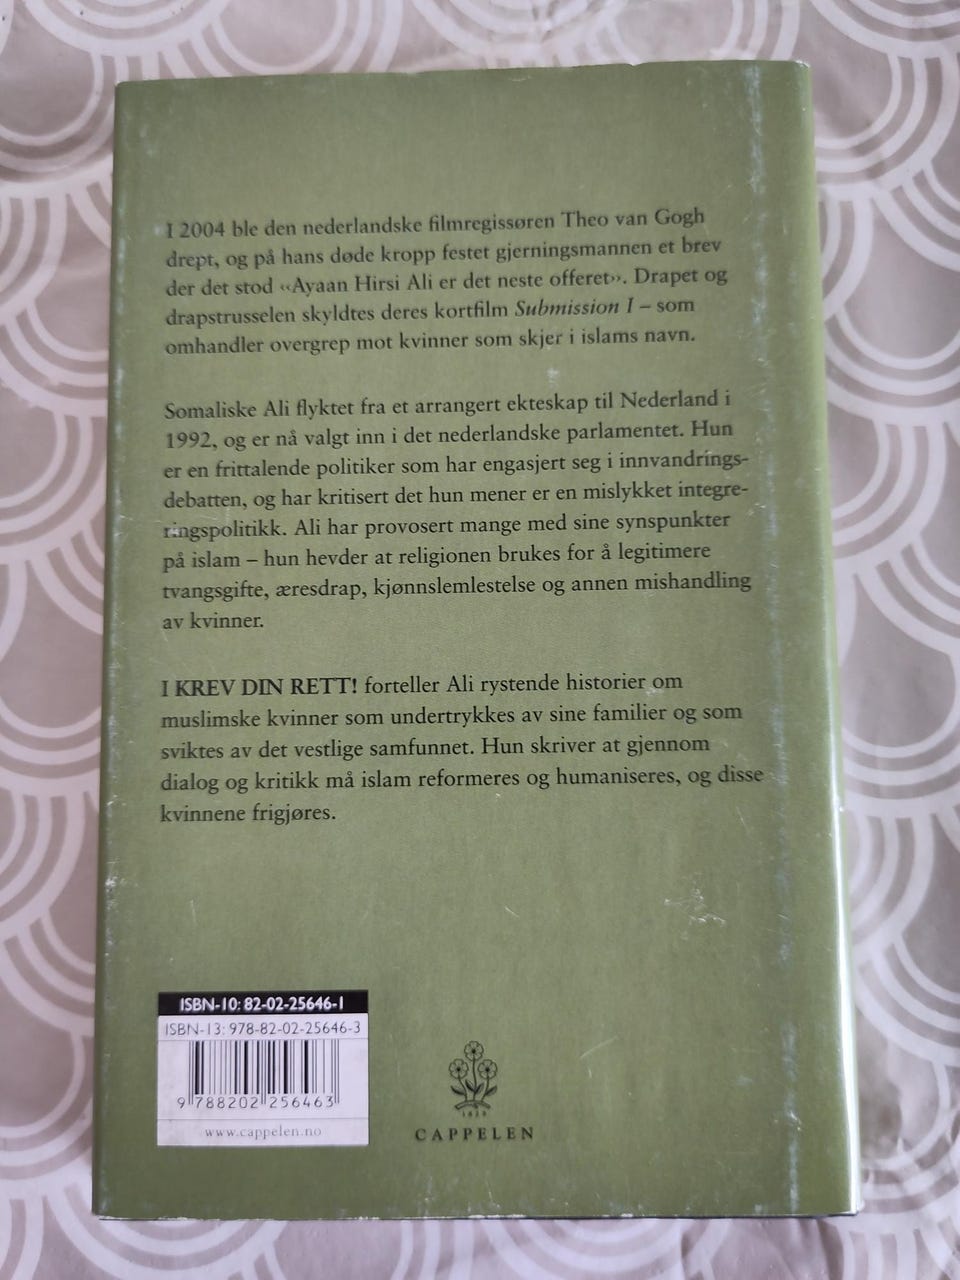 I 2004 ble den nederlandske filmregissøren Theo van Gogh
drept, og på hans døde kropp festet gjerningsmannen et brev
der det stod «Ayaan Hirsi Ali er det neste offeret». Drapet og
drapstrusselen skyldtes deres kortfilm Submission I – som
omhandler overgrep mot kvinner som skjer i islams navn.
Somaliske Ali flyktet fra et arrangert ekteskap til Nederland i
1992, og er nå valgt inn i det nederlandske parlamentet. Hun
er en frittalende politiker som har engasjert seg i innvandrings-
debatten, og har kritisert det hun mener er en mislykket integre-
ringspolitikk. Ali har provosert mange med sine synspunkter
på islam – hun hevder at religionen brukes for å legitimere
tvangsgifte, æresdrap, kjønnslemlestelse og annen mishandling
av kvinner.
I KREV DIN RETT! forteller Ali rystende historier om
muslimske kvinner som undertrykkes av sine familier og som
sviktes av det vestlige samfunnet. Hun skriver at gjennom
dialog og kritikk må islam reformeres og humaniseres, og disse
kvinnene frigjøres.
ISBN-10: 82-02-25646-1
ISBN-13: 978-82-02-25646-3
9 788202 256463
www.cappelen.no
1829
CAPPELEN